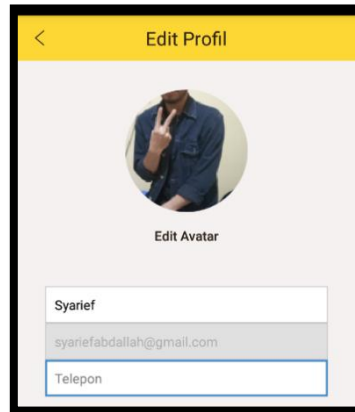 Edit Profil
Edit Avatar
Syarief
syariefabdallah@gmail.com
Telepon